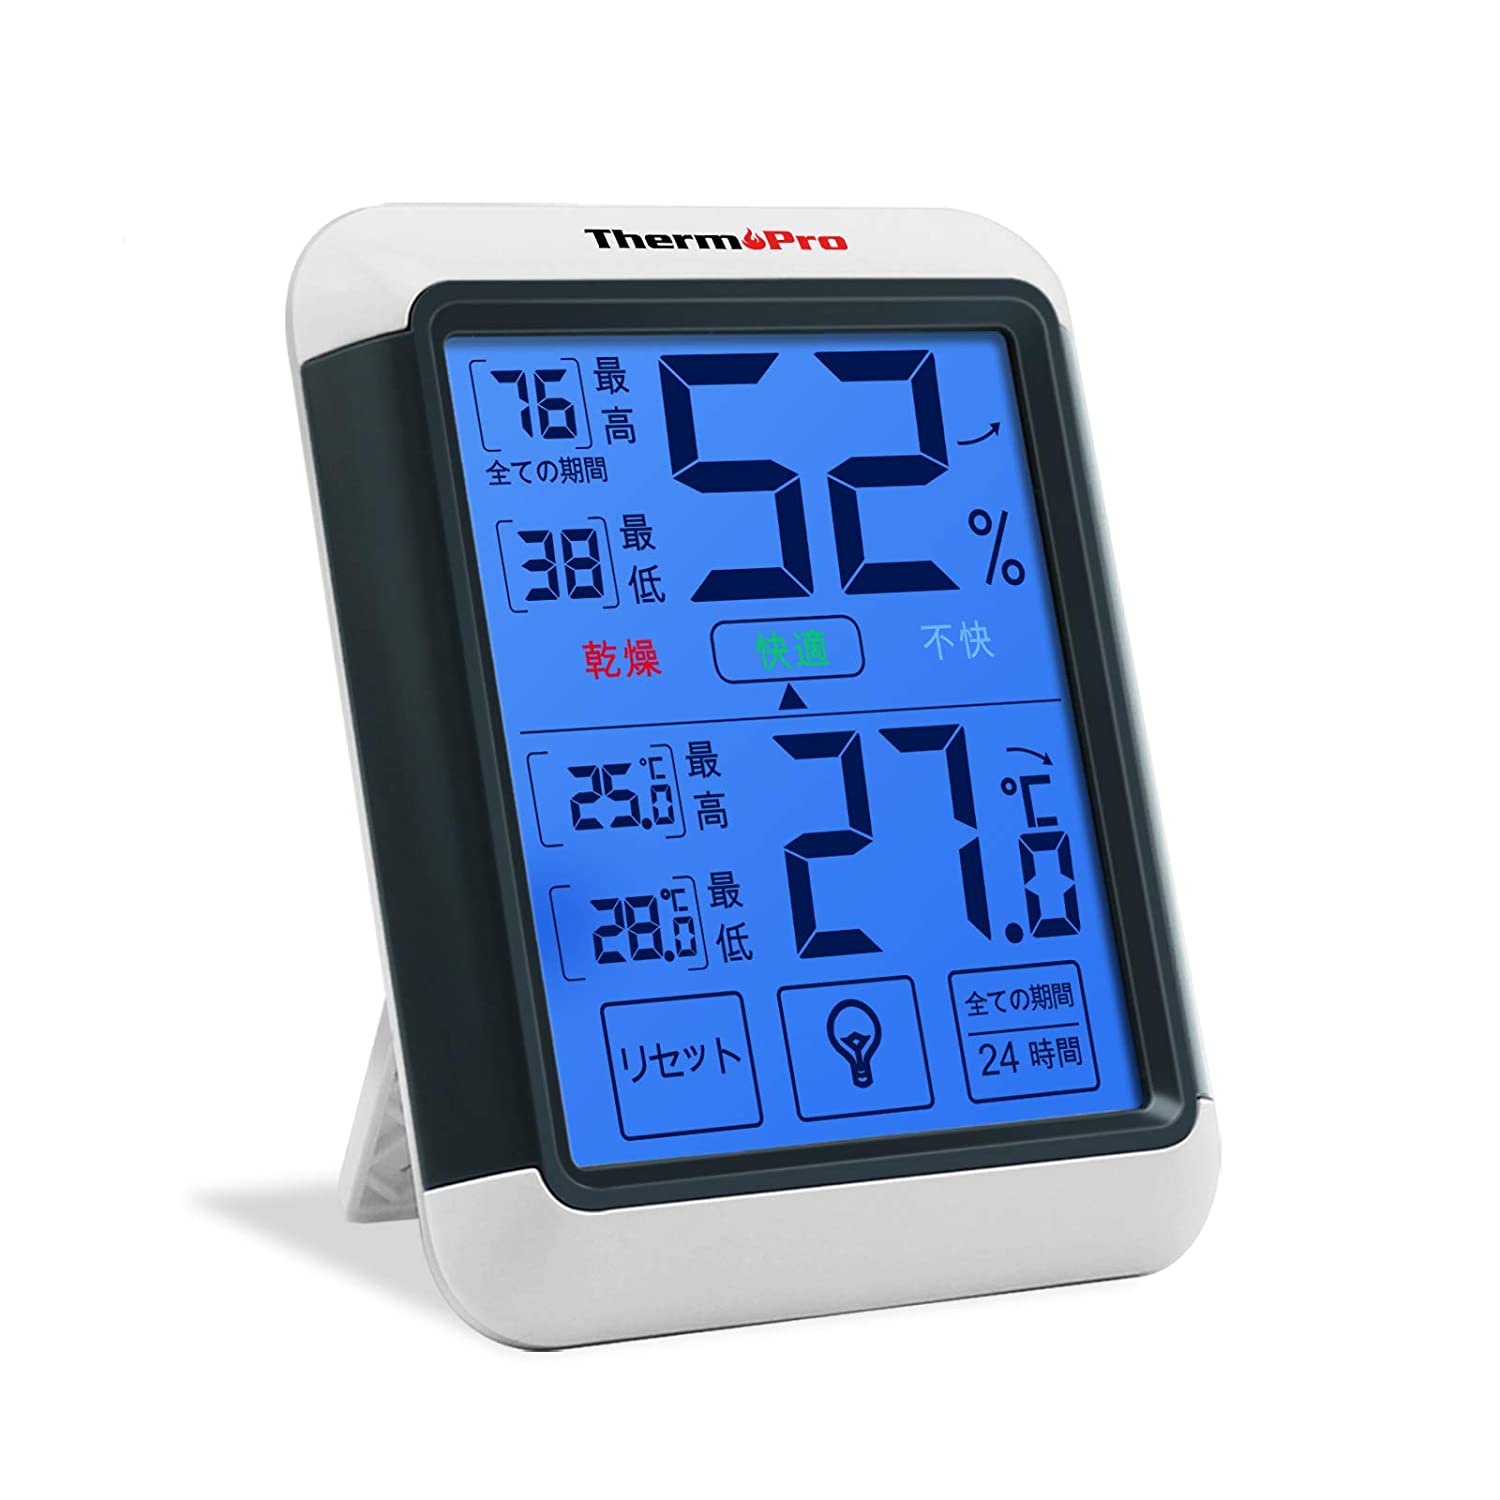 ThermoPro
76 最高
全ての期間
38 最低
52 %
乾燥 快適 不快
25.0 ℃ 最高
28.0 ℃ 最低
27.0 ℃
リセット
全ての期間
24 時間